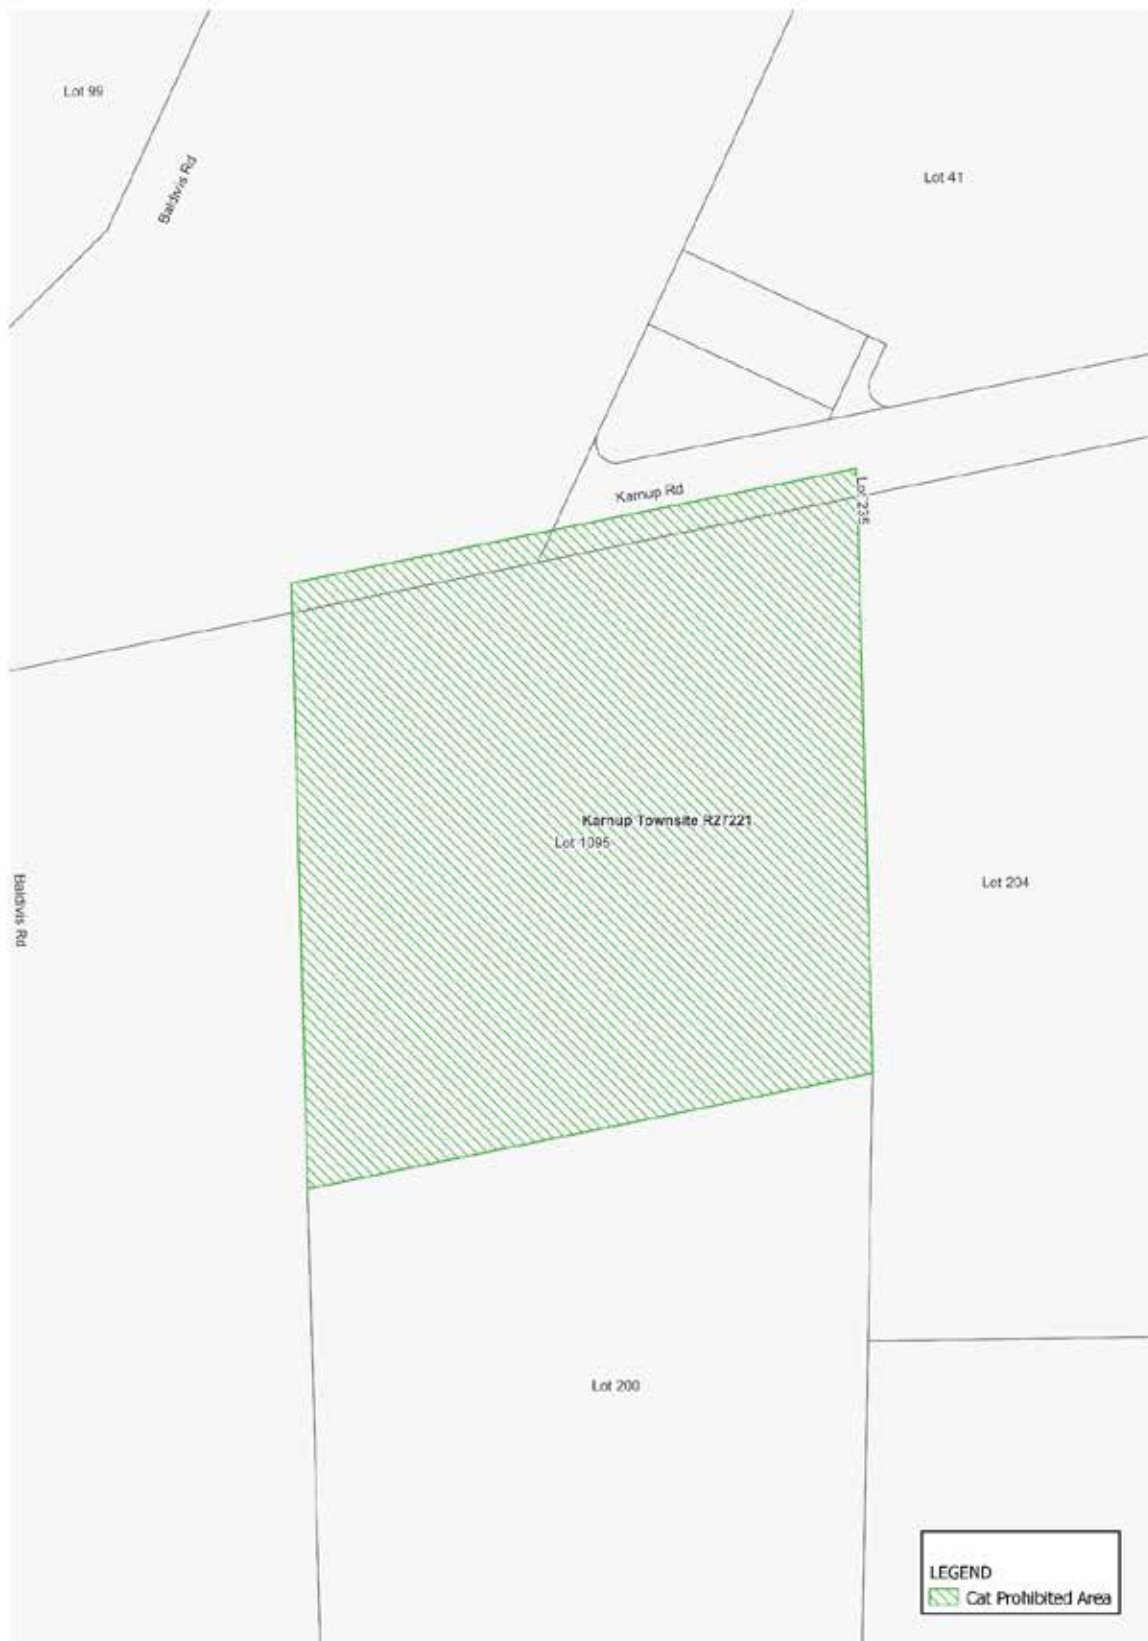 Lot 99
Baldivis Rd
Lot 41
Karnup Rd
Lot 235
Karnup Townsite R27221
Lot 1095
Lot 204
Baldivis Rd
Lot 200
LEGEND
Cat Prohibited Area